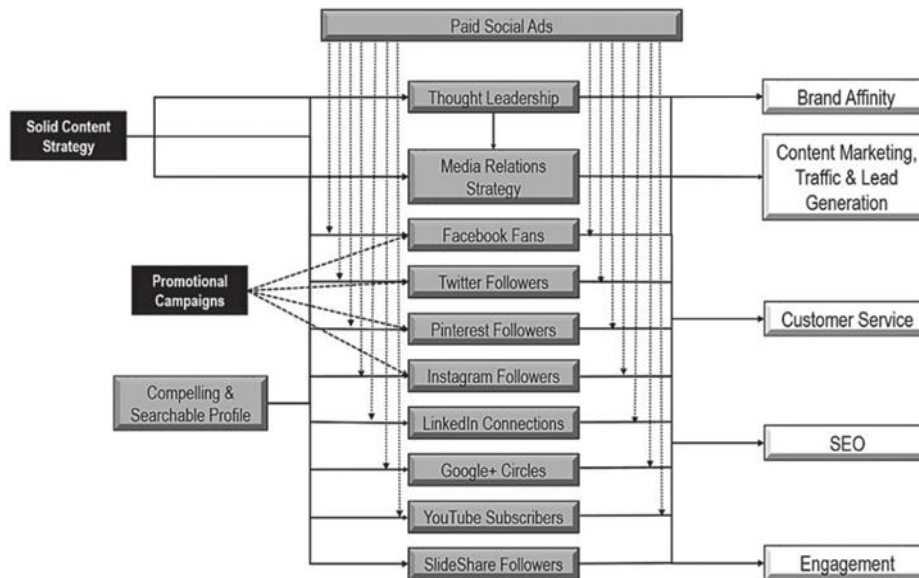 Paid Social Ads
Thought Leadership
Brand Affinity
Solid Content
Strategy
Media Relations
Strategy
Content Marketing,
Traffic & Lead
Generation
Facebook Fans
Promotional
Campaigns
Twitter Followers
Pinterest Followers
Customer Service
Instagram Followers
Compelling &
Searchable Profile
LinkedIn Connections
SEO
Google+ Circles
YouTube Subscribers
SlideShare Followers
Engagement